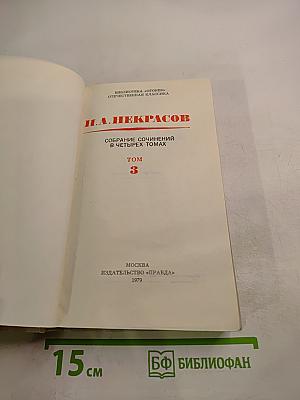 БИБЛИОТЕКА «ОГОНЕК»
ОТЕЧЕСТВЕННАЯ КЛАССИКА
Н.А.НЕКРАСОВ
СОБРАНИЕ СОЧИНЕНИЙ
В ЧЕТЫРЕХ ТОМАХ
ТОМ
3
МОСКВА
ИЗДАТЕЛЬСТВО «ПРАВДА»
1979
15 см
БФ БИБЛИОФАН